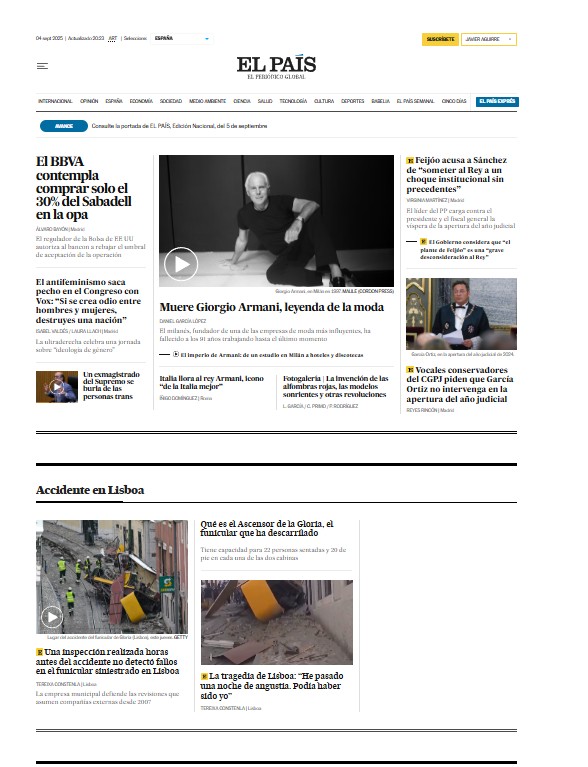 04 sept 2025 | Actualizado 20:23 ART | Seleccione: ESPAÑA
SUSCRÍBETE
JAVIER AGUIRRE
EL PAÍS
EL PERIÓDICO GLOBAL
INTERNACIONAL OPINIÓN ESPAÑA ECONOMÍA SOCIEDAD MEDIO AMBIENTE CIENCIA SALUD TECNOLOGÍA CULTURA DEPORTES BABELIA EL PAÍS SEMANAL CINCO DÍAS EL PAÍS EXPRÉS
AVANCE
Consulte la portada de EL PAÍS, Edición Nacional, del 5 de septiembre
El BBVA
contempla
comprar solo el
30% del Sabadell
en la opa
ÁLVARO BAYÓN | Madrid
El regulador de la Bolsa de EE UU
autoriza al banco a rebajar el umbral
de aceptación de la operación
El antifeminismo saca
pecho en el Congreso con
Vox: “Si se crea odio entre
hombres y mujeres,
destruyes una nación”
ISABEL VALDÉS / LAURA LLACH | Madrid
La ultraderecha celebra una jornada
sobre “ideología de género”
Un exmagistrado
del Supremo se
burla de las
personas trans
Giorgio Armani, en Milán en 1997. MAULE (GORDON PRESS)
Muere Giorgio Armani, leyenda de la moda
DANIEL GARCÍA LÓPEZ
El milanés, fundador de una de las empresas de moda más influyentes, ha
fallecido a los 91 años trabajando hasta el último momento
El imperio de Armani: de un estudio en Milán a hoteles y discotecas
Italia llora al rey Armani, icono
“de la Italia mejor”
ÍÑIGO DOMÍNGUEZ | Roma
Fotogalería | La invención de las
alfombras rojas, las modelos
sonrientes y otras revoluciones
L. GARCÍA / C. PRIMO / P. RODRÍGUEZ
E Feijóo acusa a Sánchez
de “someter al Rey a un
choque institucional sin
precedentes”
VIRGINIA MARTÍNEZ | Madrid
El líder del PP carga contra el
presidente y el fiscal general la
víspera de la apertura del año judicial
E El Gobierno considera que “el
plante de Feijóo” es una “grave
desconsideración al Rey”
García Ortiz, en la apertura del año judicial de 2024.
E Vocales conservadores
del CGPJ piden que García
Ortiz no intervenga en la
apertura del año judicial
REYES RINCÓN | Madrid
Accidente en Lisboa
Lugar del accidente del funicular de Gloria (Lisboa), este jueves. GETTY
E Una inspección realizada horas
antes del accidente no detectó fallos
en el funicular siniestrado en Lisboa
TEREIXA CONSTENLA | Lisboa
La empresa municipal defiende las revisiones que
asumen compañías externas desde 2007
Qué es el Ascensor de la Gloria, el
funicular que ha descarrilado
Tiene capacidad para 22 personas sentadas y 20 de
pie en cada una de las dos cabinas
E La tragedia de Lisboa: “He pasado
una noche de angustia. Podía haber
sido yo”
TEREIXA CONSTENLA | Lisboa